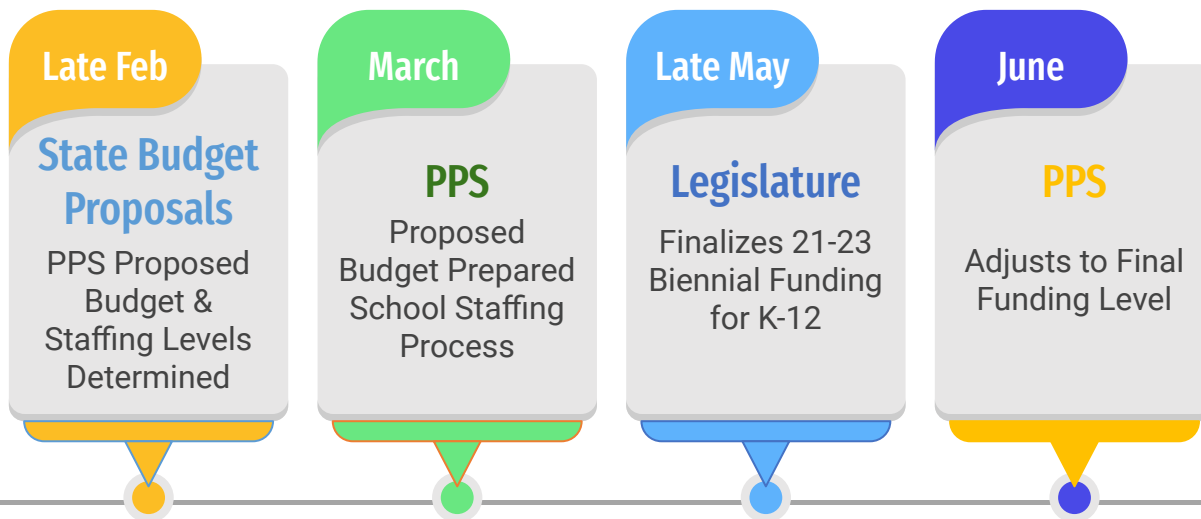 Late Feb
State Budget
Proposals
PPS Proposed
Budget &
Staffing Levels
Determined
March
PPS
Proposed
Budget Prepared
School Staffing
Process
Late May
Legislature
Finalizes 21-23
Biennial Funding
for K-12
June
PPS
Adjusts to Final
Funding Level